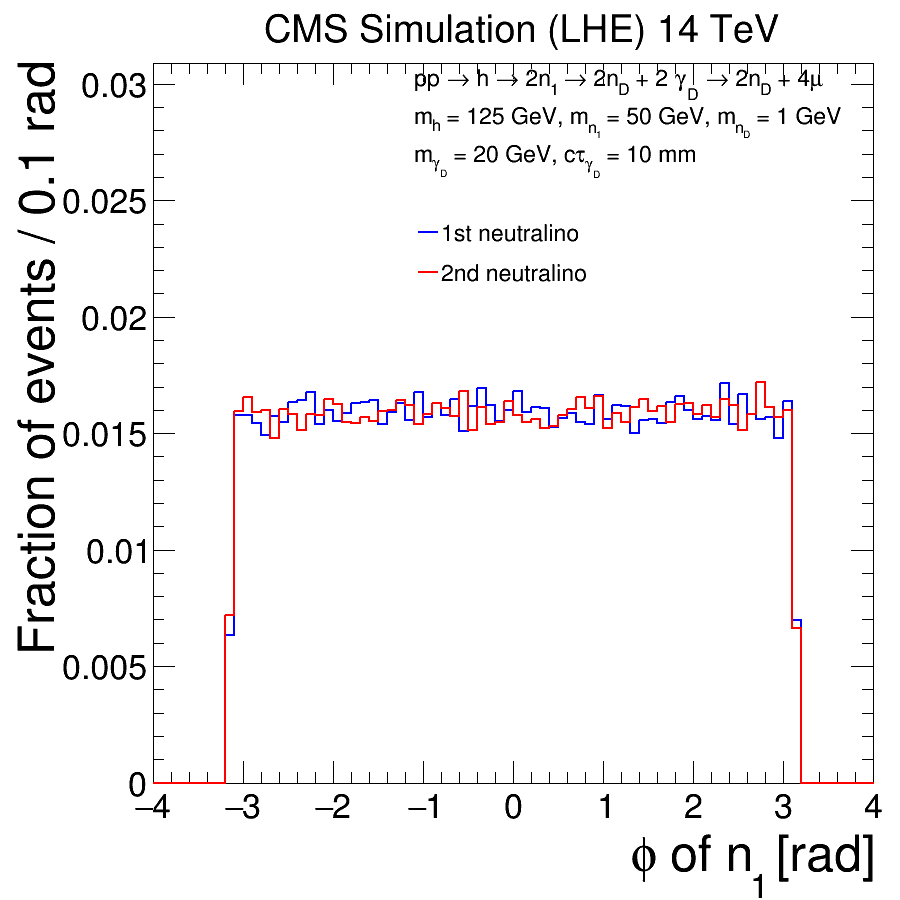 CMS Simulation (LHE) 14 TeV
pp → h → 2n1 → 2nD + 2 γD → 2nD + 4μ
mh = 125 GeV, mn1 = 50 GeV, mnD = 1 GeV
mγD = 20 GeV, cτγD = 10 mm
1st neutralino
2nd neutralino
Fraction of events / 0.1 rad
0.03
0.025
0.02
0.015
0.01
0.005
0
−4 −3 −2 −1 0 1 2 3 4
ϕ of n1 [rad]